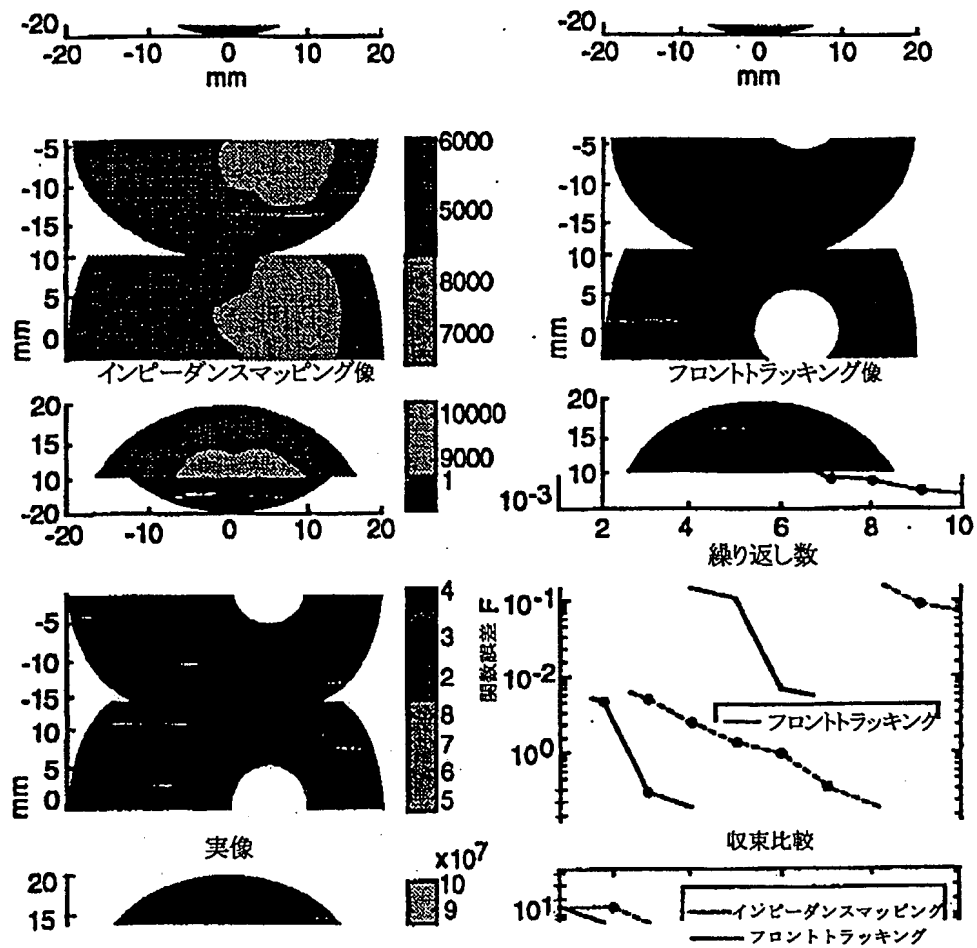 -20 -20
-20 -10 0 10 20 -20 -10 0 10 20
mm mm
-5 6000 -5
-10 5000 -10
-15 -15
10 8000 10
5 7000 5
mm 0 mm 0
インピーダンスマッピング像 フロントトラッキング像
20 10000 20
15 9000 15
10 1 10
-20 10-3
-20 -10 0 10 20 2 4 6 8 10
繰り返し数
4 関数誤差 F 10-1
-5 3
-10 2 10-2
-15 8 フロントトラッキング
5 7 100
6
mm 0 5
実像 収束比較
x107
20 10
15 9 101 インピーダンスマッピング
フロントトラッキング